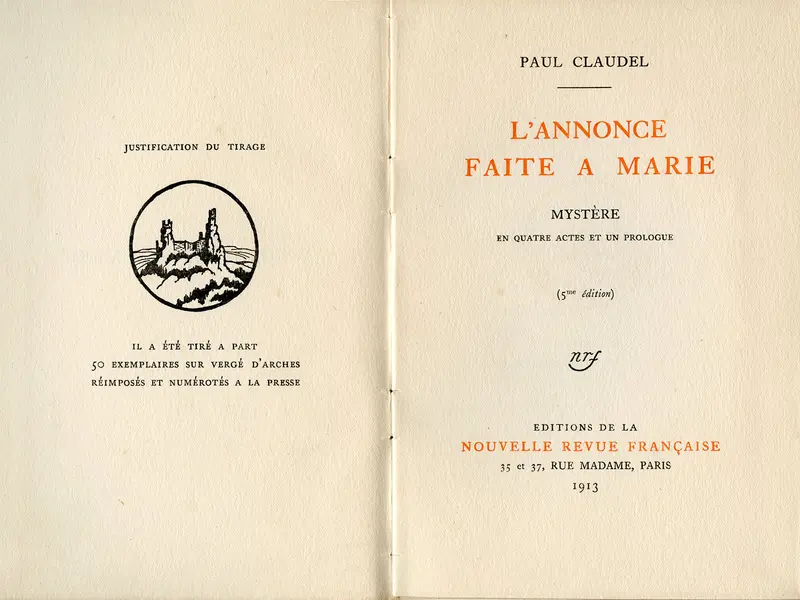 JUSTIFICATION DU TIRAGE
IL A ÉTÉ TIRÉ A PART
50 EXEMPLAIRES SUR VERGÉ D'ARCHES
RÉIMPOSÉS ET NUMÉROTÉS A LA PRESSE
PAUL CLAUDEL
L'ANNONCE
FAITE A MARIE
MYSTÈRE
EN QUATRE ACTES ET UN PROLOGUE
(5me édition)
nrf
EDITIONS DE LA
NOUVELLE REVUE FRANÇAISE
35 et 37, RUE MADAME, PARIS
1913